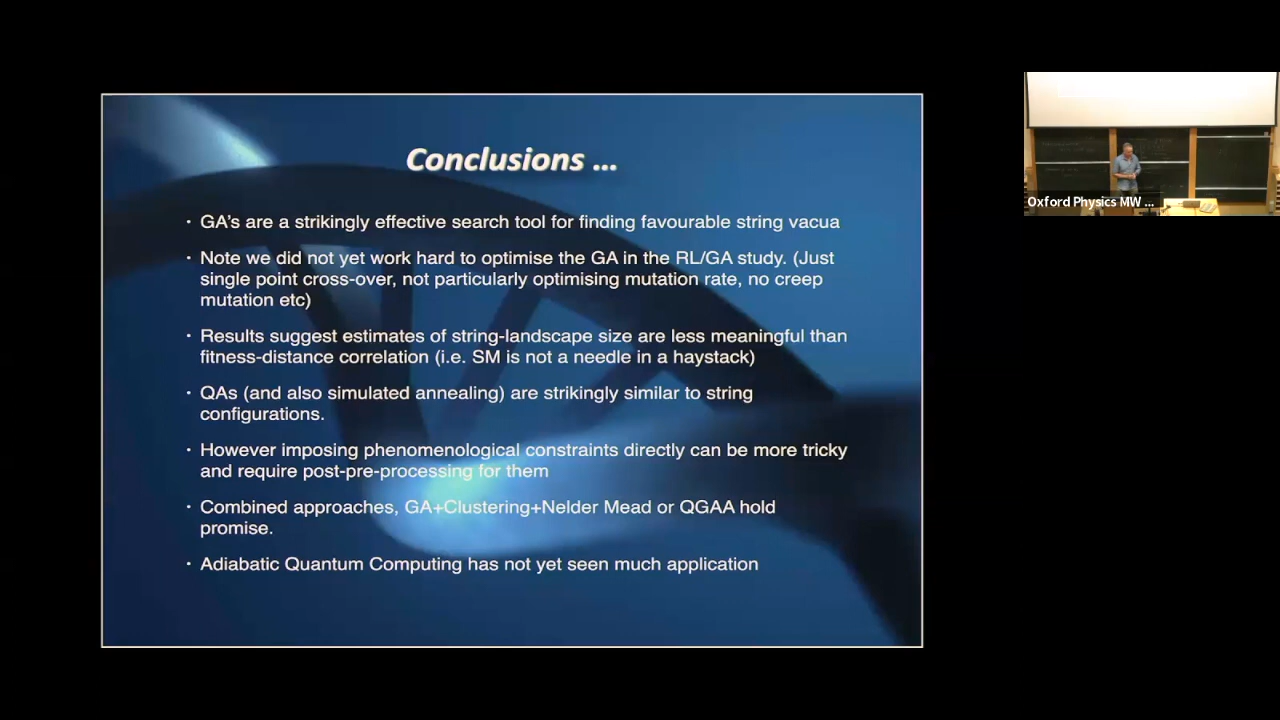 Conclusions ...
• GA's are a strikingly effective search tool for finding favourable string vacua
• Note we did not yet work hard to optimise the GA in the RL/GA study. (Just
single point cross-over, not particularly optimising mutation rate, no creep
mutation etc)
• Results suggest estimates of string-landscape size are less meaningful than
fitness-distance correlation (i.e. SM is not a needle in a haystack)
• QAs (and also simulated annealing) are strikingly similar to string
configurations.
• However imposing phenomenological constraints directly can be more tricky
and require post-pre-processing for them
• Combined approaches, GA+Clustering+Nelder Mead or QGAA hold
promise.
• Adiabatic Quantum Computing has not yet seen much application
Oxford Physics MW ...